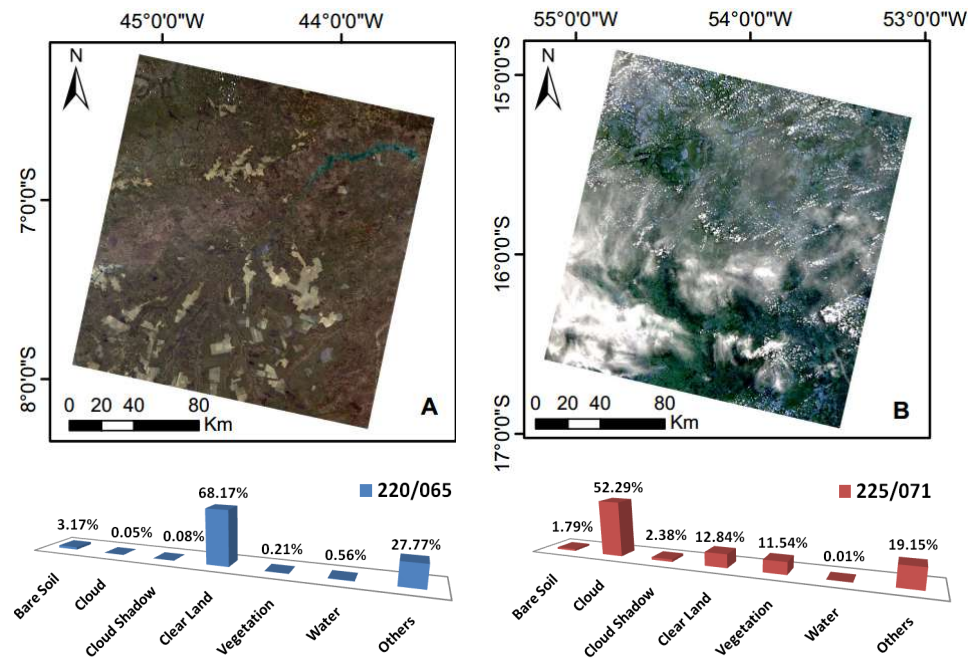 45°0'0"W 44°0'0"W
N
7°0'0"S
8°0'0"S
0 20 40 80
Km
A
55°0'0"W 54°0'0"W 53°0'0"W
N
15°0'0"S
16°0'0"S
17°0'0"S
0 20 40 80
Km
B
220/065
3.17% 0.05% 0.08% 68.17% 0.21% 0.56% 27.77%
Bare Soil
Cloud
Cloud Shadow
Clear Land
Vegetation
Water
Others
225/071
1.79% 52.29% 2.38% 12.84% 11.54% 0.01% 19.15%
Bare Soil
Cloud
Cloud Shadow
Clear Land
Vegetation
Water
Others